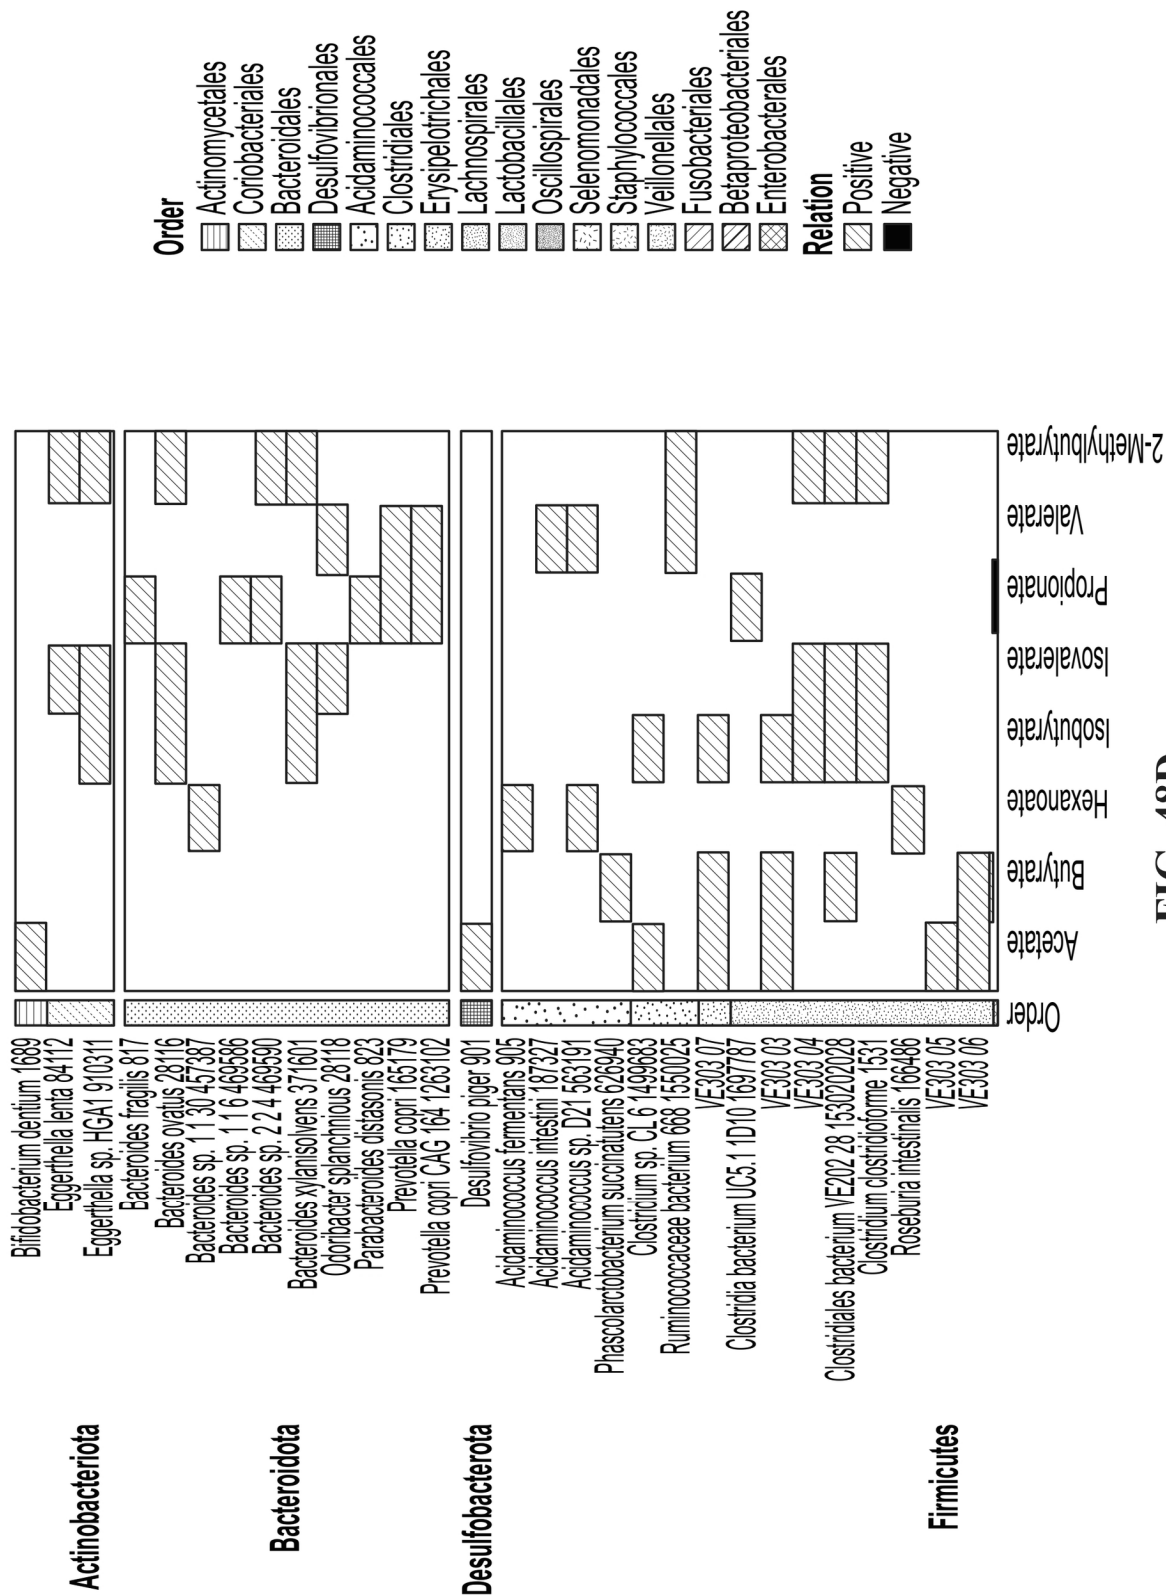 Actinobacteriota
Bifidobacterium dentium 1689
Eggerthella lenta 84112
Eggerthella sp. HGA1 910311
Bacteroidota
Bacteroides fragilis 817
Bacteroides ovatus 28116
Bacteroides sp. 1 1 30 457387
Bacteroides sp. 1 1 6 469586
Bacteroides sp. 2 2 4 469590
Bacteroides xylanisolvens 371601
Odoribacter splanchnious 28118
Parabacteroides distasonis 823
Prevotella copri 165179
Prevotella copri CAG 164 1263102
Desulfobacterota
Desulfovibrio piper 901
Firmicutes
Acidaminococcus fermentans 905
Acidaminococcus intestini 187327
Acidaminococcus sp. D21 563191
Phascolarctobacterium succinatutens 626940
Clostridium sp. CL 6 1499683
Ruminococcaceae bacterium 668 1550025
VE303 07
Clostridia bacterium UC5.1 1D10 1697787
VE303 03
VE303 04
Clostridiales bacterium VE202 28 1530202028
Clostridium clostridiiforme 1531
Roseburia intestinalis 166486
VE303 05
VE303 06
Order
Acetate
Butyrate
Hexanoate
Isobutyrate
Isovalerate
Propionate
Valerate
2-Methylbutyrate
Order
Actinomycetales
Coriobacteriales
Bacteroidales
Desulfovibrionales
Acidaminococcales
Clostridiales
Erysipelotrichales
Lachnospirales
Lactobacillales
Oscillospirales
Selenomonadales
Staphylococcales
Veillonellales
Fusobacteriales
Betaproteobacteriales
Enterobacterales
Relation
Positive
Negative